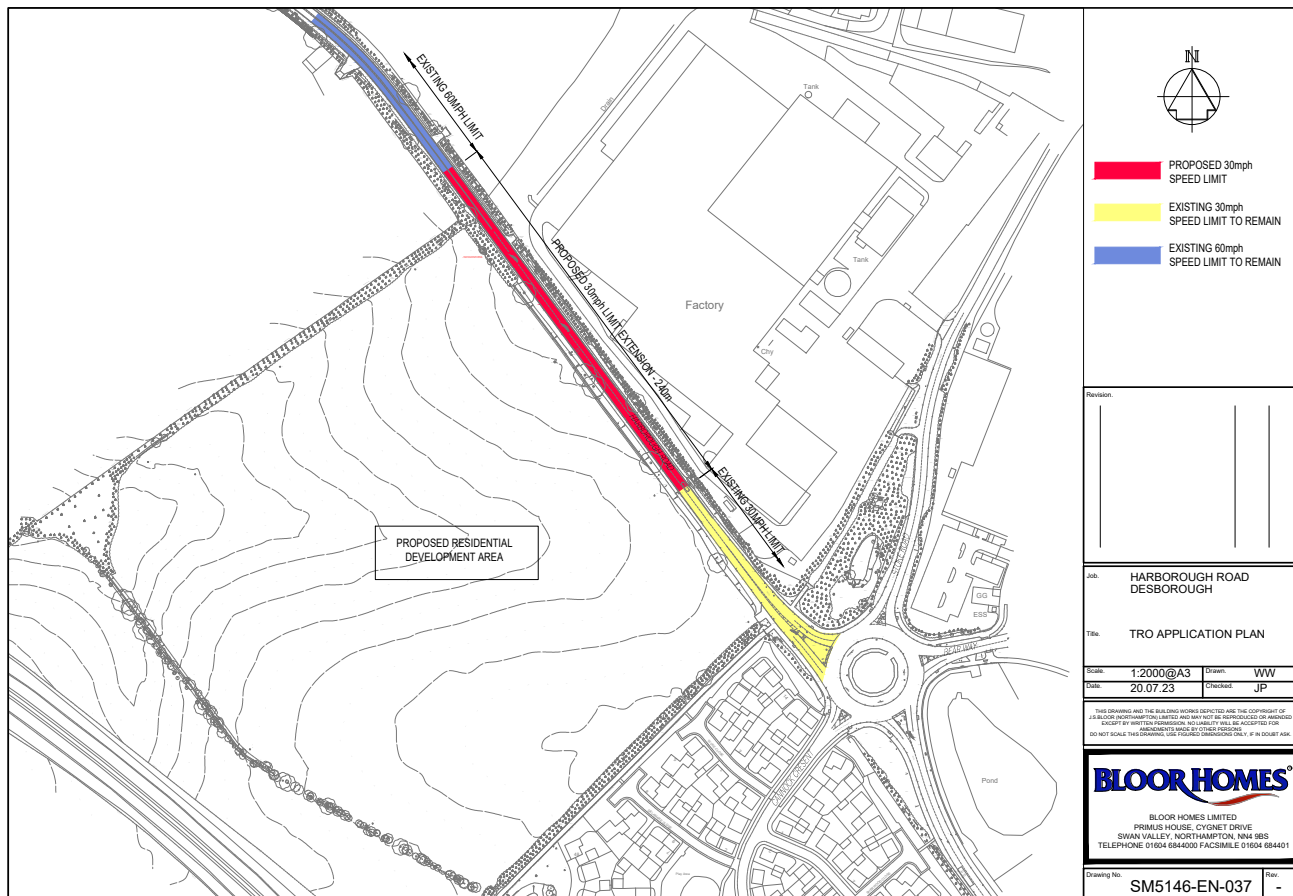 EXISTING 60MPH LIMIT
PROPOSED 30mph LIMIT EXTENSION - 240m
EXISTING 30MPH LIMIT
Drain
Tank
Tank
Factory
Chy
GG
ESS
BEAR WAY
Pond
PROPOSED RESIDENTIAL
DEVELOPMENT AREA
N
PROPOSED 30mph
SPEED LIMIT
EXISTING 30mph
SPEED LIMIT TO REMAIN
EXISTING 60mph
SPEED LIMIT TO REMAIN
Revision.
Job. HARBOROUGH ROAD
DESBOROUGH
Title. TRO APPLICATION PLAN
Scale. 1:2000@A3 Drawn. WW
Date. 20.07.23 Checked. JP
THIS DRAWING AND THE BUILDING WORKS DEPICTED ARE THE COPYRIGHT OF
J.S.BLOOR (NORTHAMPTON) LIMITED AND MAY NOT BE REPRODUCED OR AMENDED
EXCEPT BY WRITTEN PERMISSION. NO LIABILITY WILL BE ACCEPTED FOR
AMENDMENTS MADE BY OTHER PERSONS
DO NOT SCALE THIS DRAWING, USE FIGURED DIMENSIONS ONLY, IF IN DOUBT ASK.
BLOOR HOMES®
BLOOR HOMES LIMITED
PRIMUS HOUSE, CYGNET DRIVE
SWAN VALLEY, NORTHAMPTON, NN4 9BS
TELEPHONE 01604 6844000 FACSIMILE 01604 684401
Drawing No. SM5146-EN-037 Rev. -